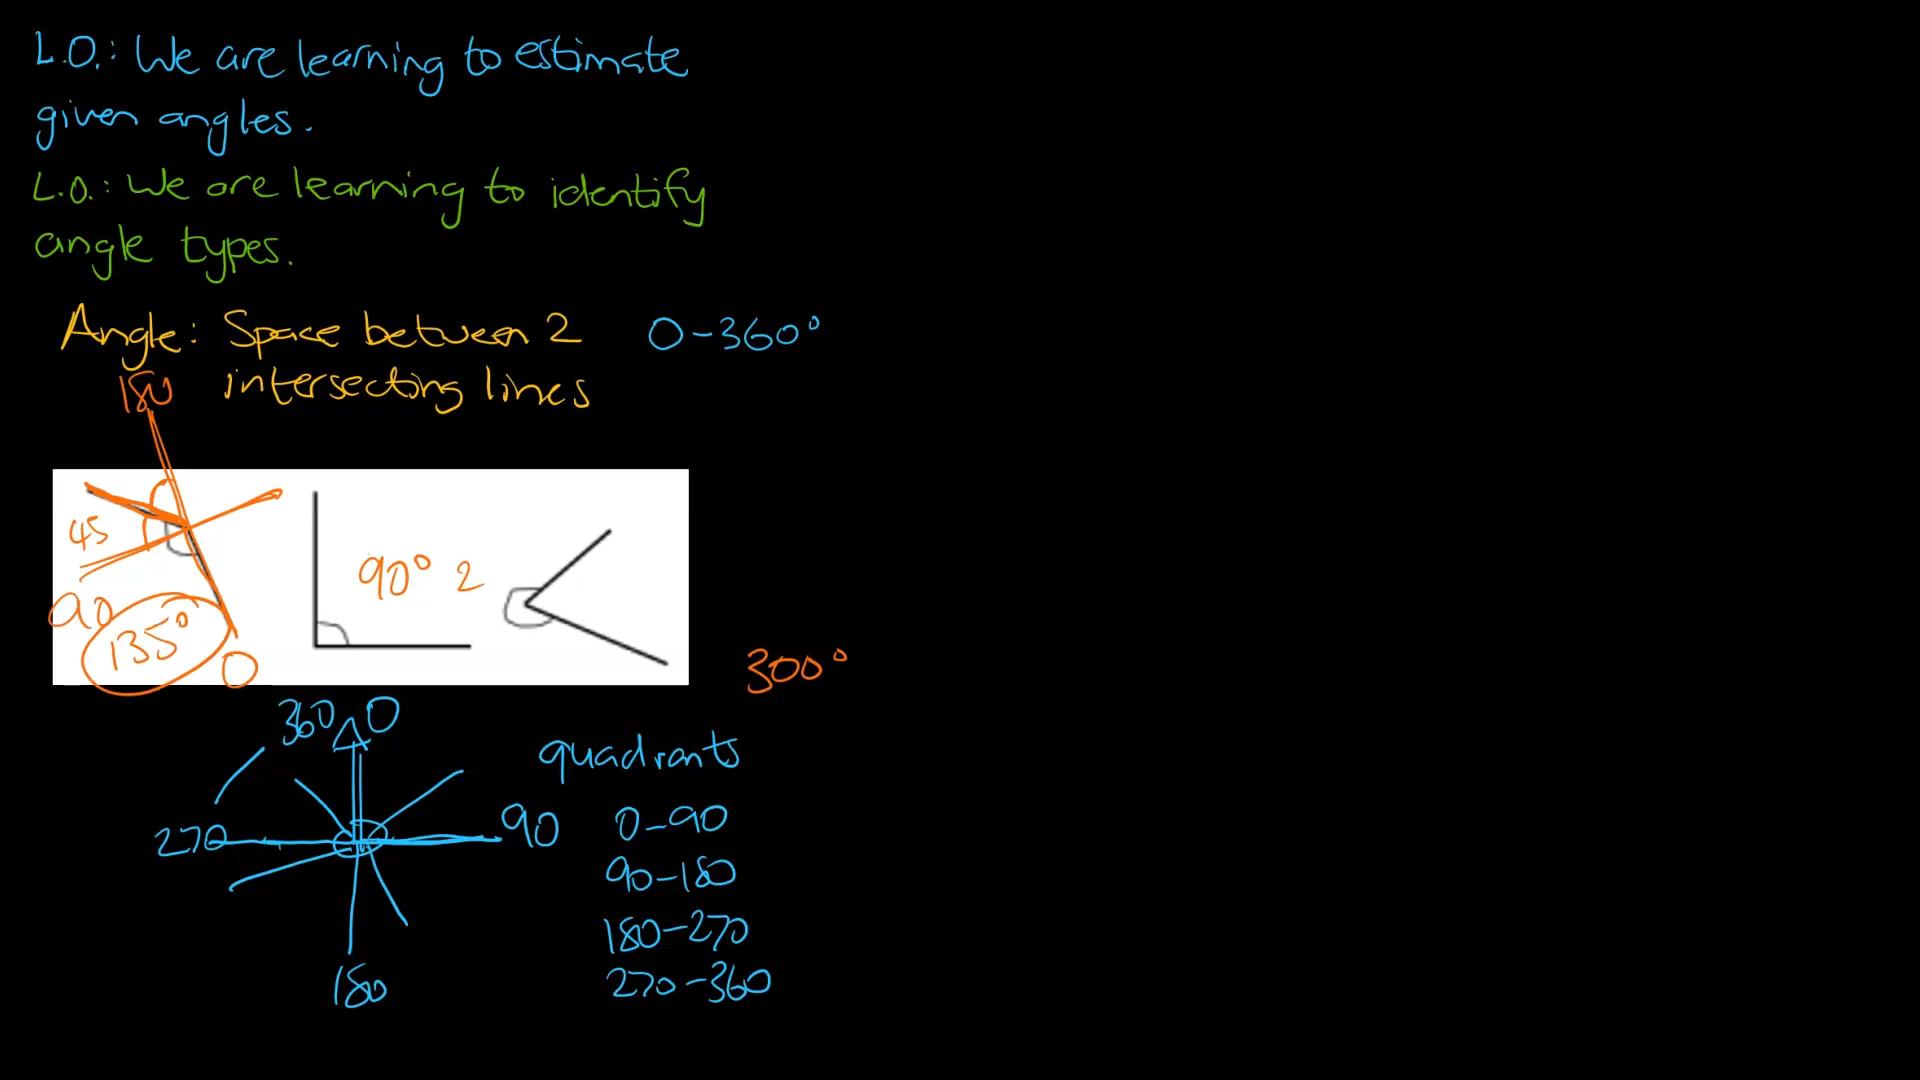 L.O.: We are learning to estimate
given angles.
L.O.: We are learning to identify
angle types.
Angle: Space between 2
intersecting lines
0-360°
180
45
90
135°
0
90° 2
300°
360 0
270
90
180
quadrants
0-90
90-180
180-270
270-360